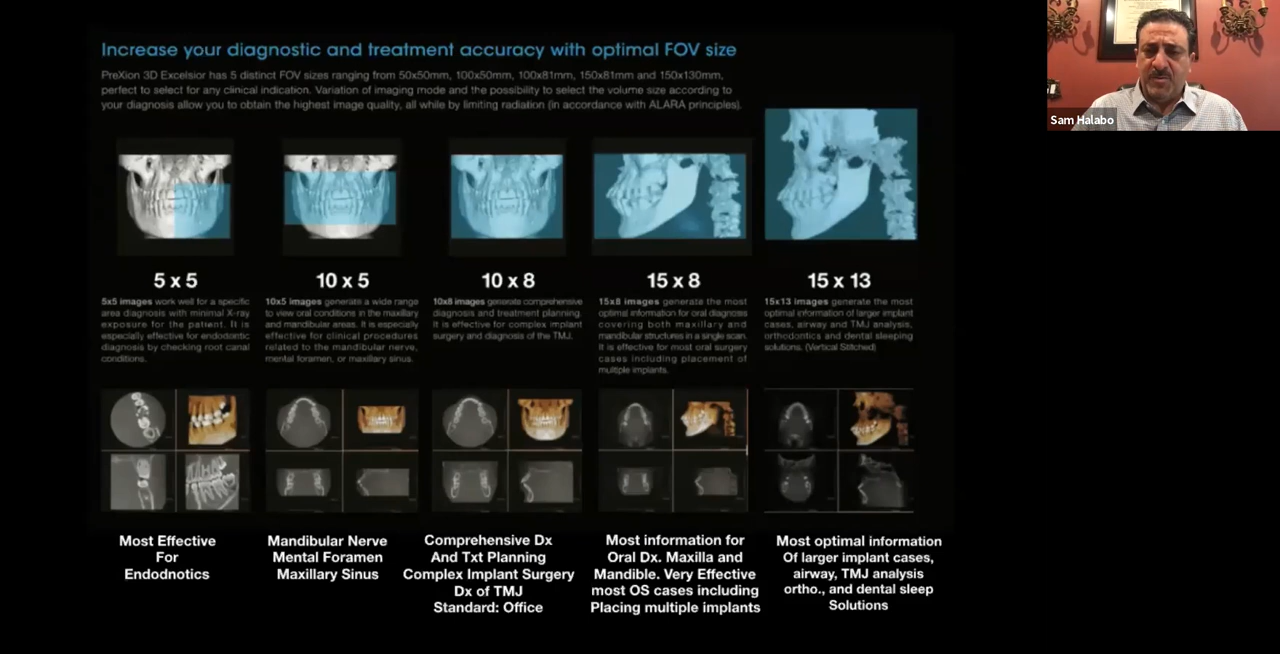 Increase your diagnostic and treatment accuracy with optimal FOV size
PreXion 3D Excelsior has 5 distinct FOV sizes ranging from 50x50mm, 100x50mm, 100x81mm, 150x81mm and 150x130mm,
perfect to select for any clinical indication. Variation of imaging mode and the possibility to select the volume size according to
your diagnosis allow you to obtain the highest image quality, all while by limiting radiation (in accordance with ALARA principles).
Sam Halabo
5 x 5
5x5 images work well for a specific
area diagnosis with minimal X-ray
exposure for the patient. It is
especially effective for endodontic
diagnosis by checking root canal
conditions.
10 x 5
10x5 images generate a wide range
to view oral conditions in the maxillary
and mandibular areas. It is especially
effective for clinical procedures
related to the mandibular nerve,
mental foramen, or maxillary sinus.
10 x 8
10x8 images generate comprehensive
diagnosis and treatment planning.
It is effective for complex implant
surgery and diagnosis of the TMJ.
15 x 8
15x8 images generate the most
optimal information for oral diagnosis
covering both maxillary and
mandibular structures in a single scan.
It is effective for most oral surgery
cases including placement of
multiple implants.
15 x 13
15x13 images generate the most
optimal information of larger implant
cases, airway and TMJ analysis,
orthodontics and dental sleeping
solutions. (Vertical Stitched)
Most Effective
For
Endodnotics
Mandibular Nerve
Mental Foramen
Maxillary Sinus
Comprehensive Dx
And Txt Planning
Complex Implant Surgery
Dx of TMJ
Standard: Office
Most information for
Oral Dx. Maxilla and
Mandible. Very Effective
most OS cases including
Placing multiple implants
Most optimal information
Of larger implant cases,
airway, TMJ analysis
ortho., and dental sleep
Solutions